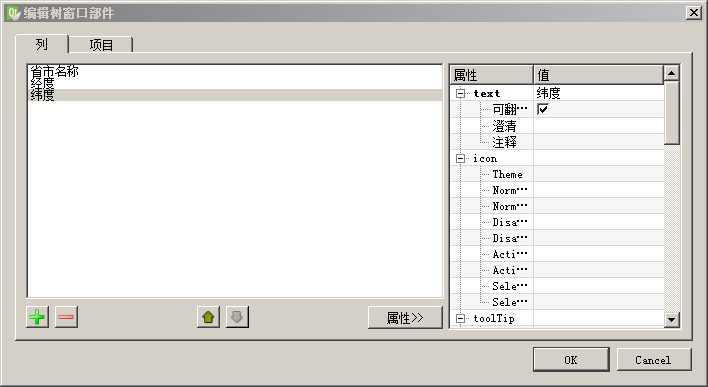 编辑树窗口部件
列
项目
省市名称
经度
纬度
属性>>
属性
值
text
纬度
可翻…
澄清
注释
icon
Theme
Norm…
Norm…
Disa…
Disa…
Acti…
Acti…
Sele…
Sele…
toolTip
OK
Cancel